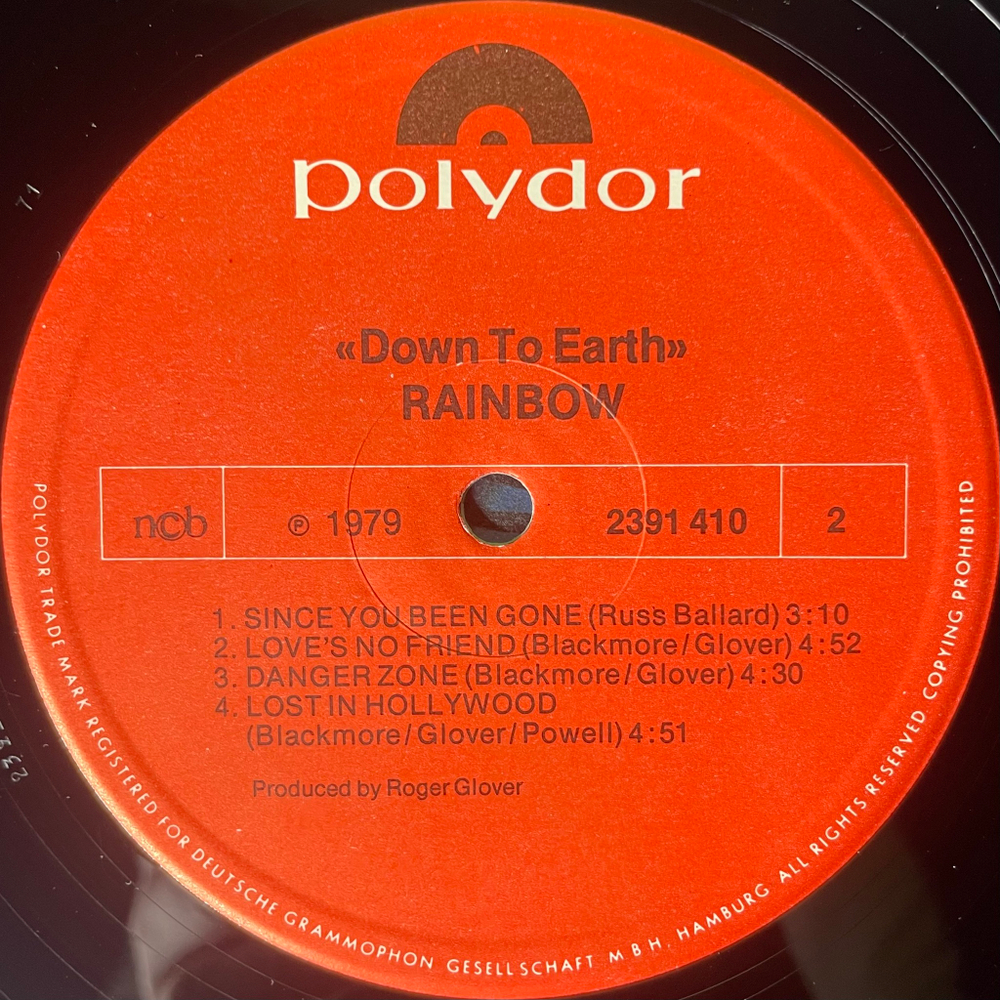 polydor
«Down To Earth»
RAINBOW
ncb
℗ 1979
2391 410
2
1. SINCE YOU BEEN GONE (Russ Ballard) 3:10
2. LOVE'S NO FRIEND (Blackmore/Glover) 4:52
3. DANGER ZONE (Blackmore/Glover) 4:30
4. LOST IN HOLLYWOOD
(Blackmore/Glover/Powell) 4:51
Produced by Roger Glover
POLYDOR TRADE MARK REGISTERED FOR DEUTSCHE GRAMMOPHON GESELLSCHAFT M B H. HAMBURG ALL RIGHTS RESERVED COPYING PROHIBITED